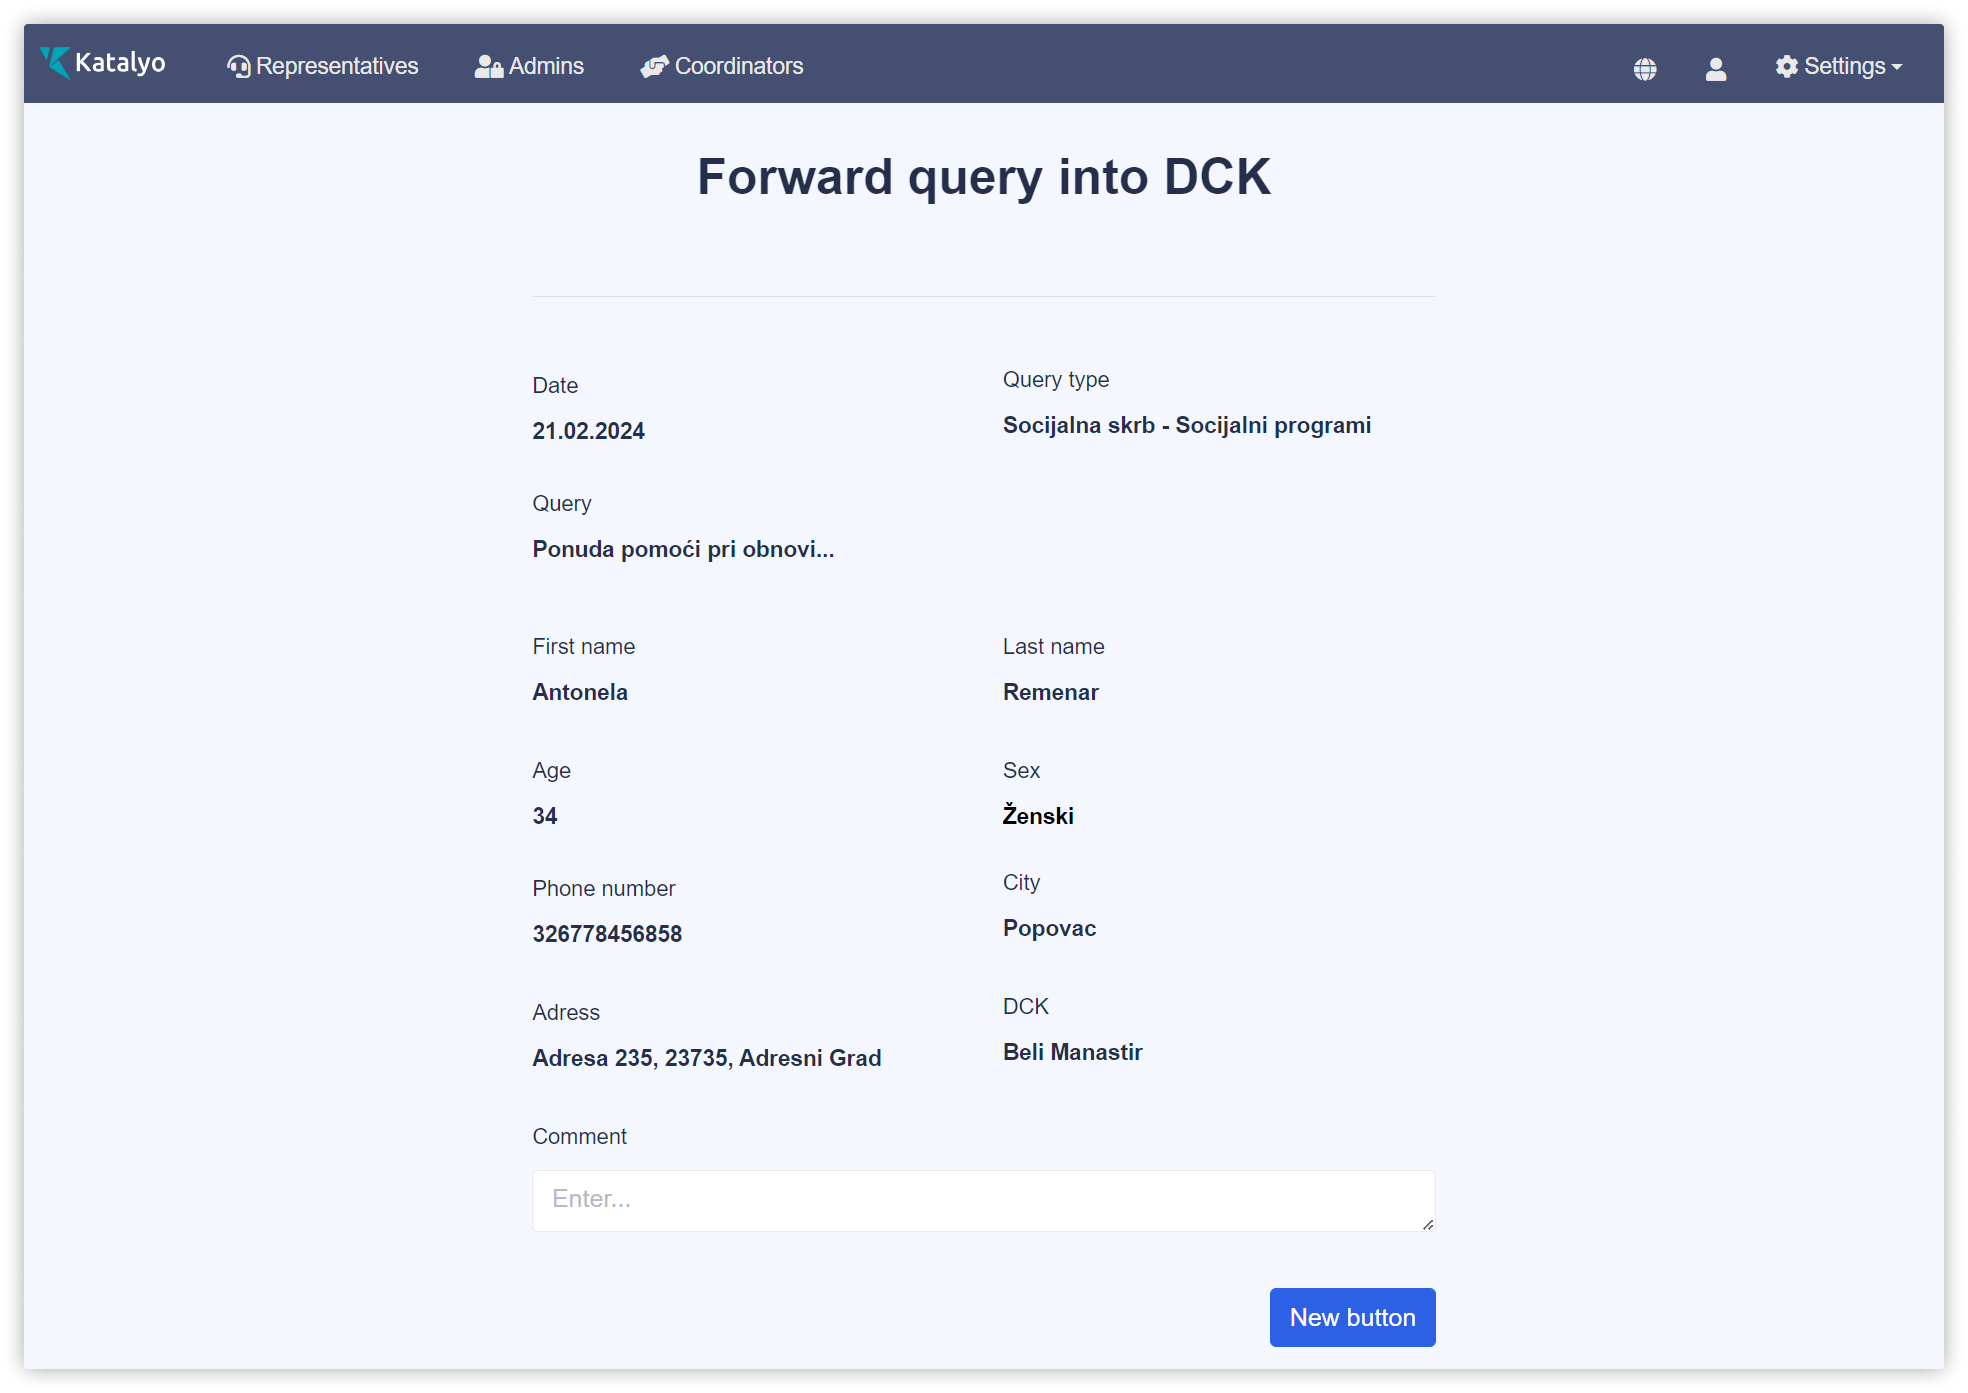 Katalyo Representatives Admins Coordinators Settings
Forward query into DCK
Date
21.02.2024
Query type
Socijalna skrb - Socijalni programi
Query
Ponuda pomoći pri obnovi...
First name
Antonela
Last name
Remenar
Age
34
Sex
Ženski
Phone number
326778456858
City
Popovac
Adress
Adresa 235, 23735, Adresni Grad
DCK
Beli Manastir
Comment
Enter...
New button